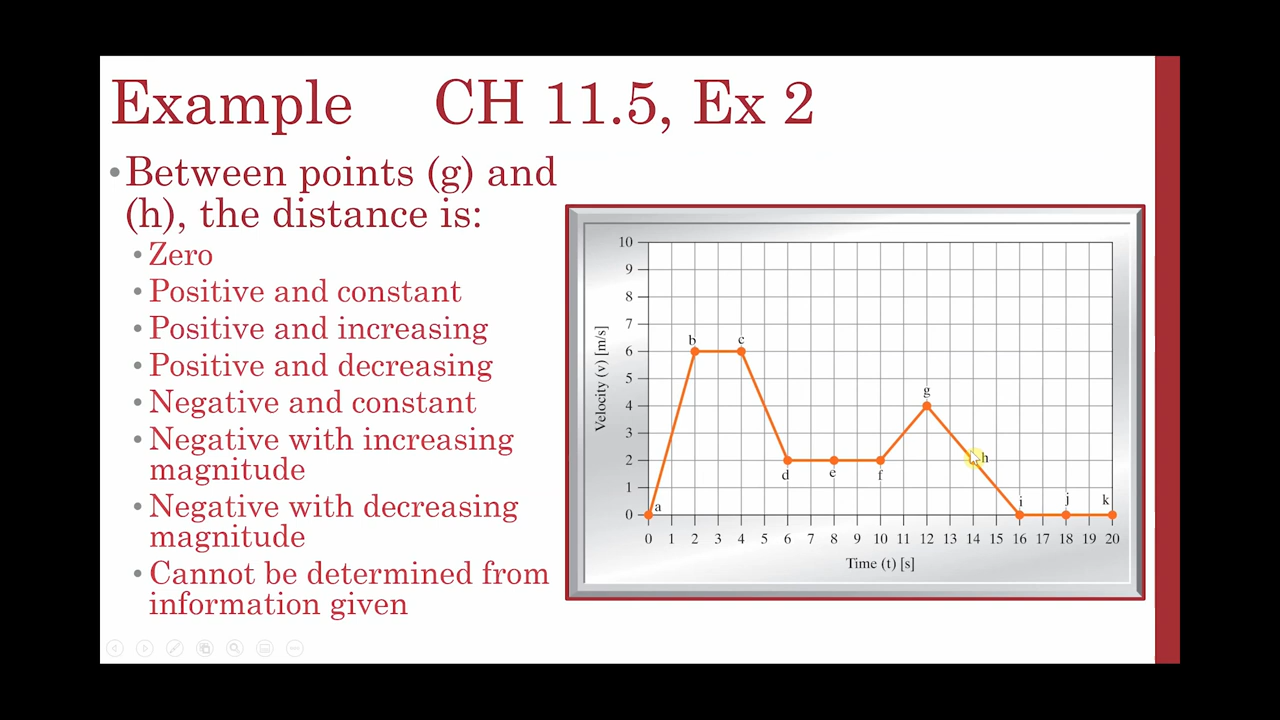 Example CH 11.5, Ex 2
•Between points (g) and
(h), the distance is:
•Zero
•Positive and constant
•Positive and increasing
•Positive and decreasing
•Negative and constant
•Negative with increasing
magnitude
•Negative with decreasing
magnitude
•Cannot be determined from
information given
10
9
8
7
6
5
4
3
2
1
0
Velocity (v) [m/s]
a
b
c
d
e
f
g
h
i
j
k
0 1 2 3 4 5 6 7 8 9 10 11 12 13 14 15 16 17 18 19 20
Time (t) [s]